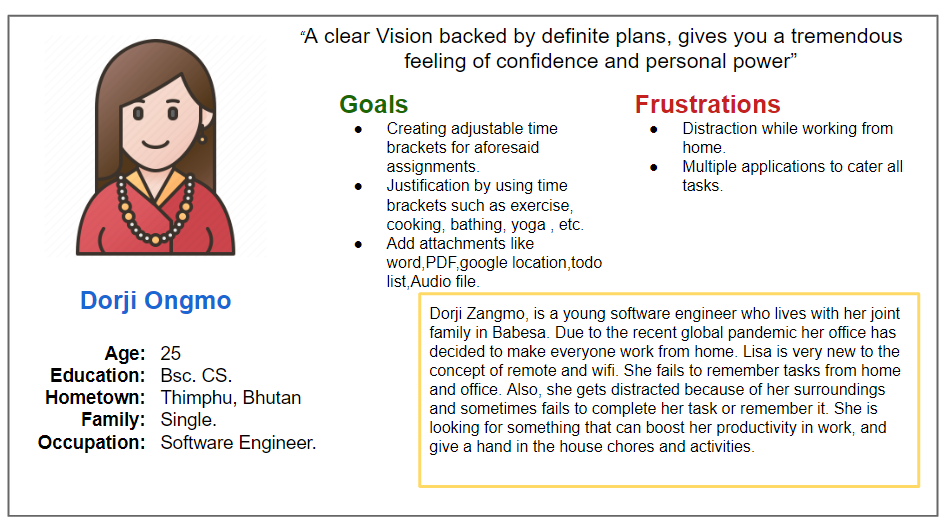 “A clear Vision backed by definite plans, gives you a tremendous
feeling of confidence and personal power”
Goals
● Creating adjustable time
brackets for aforesaid
assignments.
● Justification by using time
brackets such as exercise,
cooking, bathing, yoga , etc.
● Add attachments like
word,PDF,google location,todo
list,Audio file.
Frustrations
● Distraction while working from
home.
● Multiple applications to cater all
tasks.
Dorji Ongmo
Age: 25
Education: Bsc. CS.
Hometown: Thimphu, Bhutan
Family: Single.
Occupation: Software Engineer.
Dorji Zangmo, is a young software engineer who lives with her joint
family in Babesa. Due to the recent global pandemic her office has
decided to make everyone work from home. Lisa is very new to the
concept of remote and wifi. She fails to remember tasks from home
and office. Also, she gets distracted because of her surroundings
and sometimes fails to complete her task or remember it. She is
looking for something that can boost her productivity in work, and
give a hand in the house chores and activities.